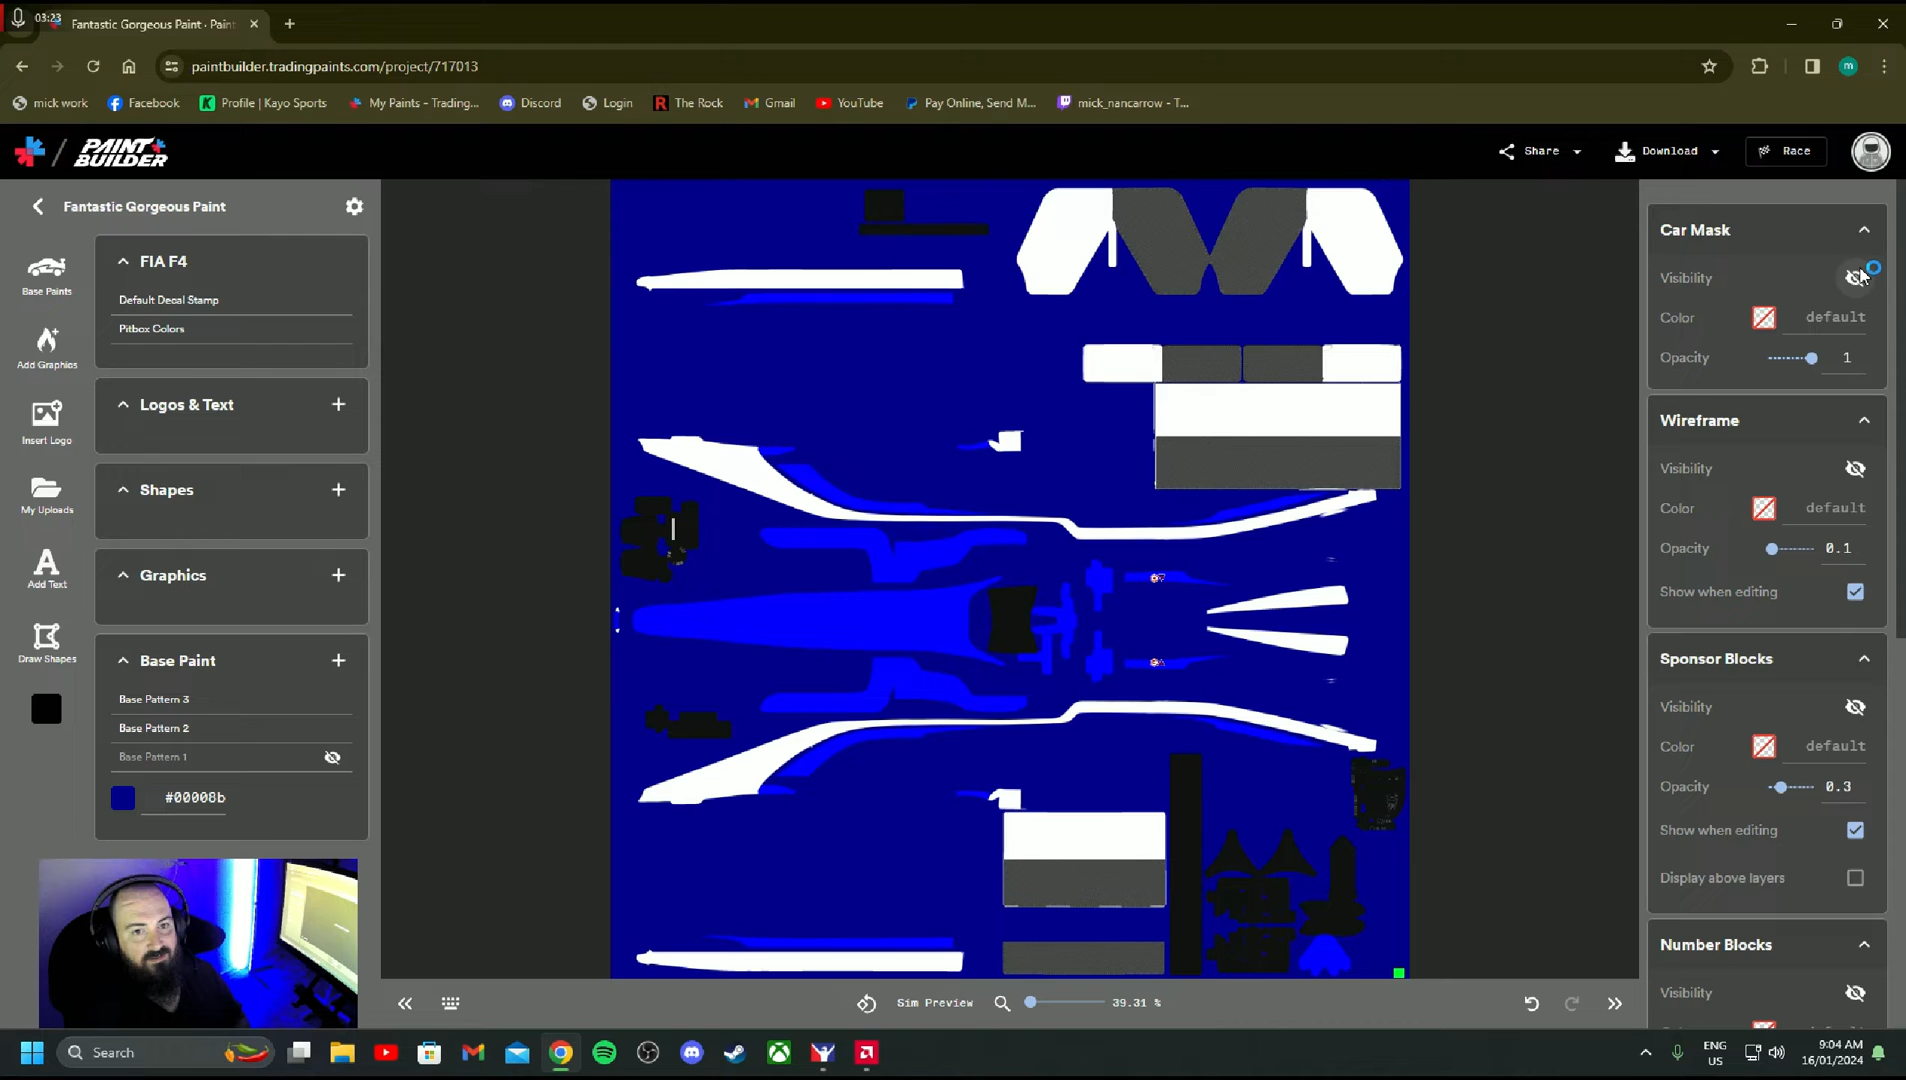 03:23
Fantastic Gorgeous Paint · Paint
paintbuilder.tradingpaints.com/project/717013
mick work
Facebook
Profile | Kayo Sports
My Paints – Trading...
Discord
Login
The Rock
Gmail
YouTube
Pay Online, Send M...
mick_nancarrow - T...
m
PAINT BUILDER
Share
Download
Race
Fantastic Gorgeous Paint
Base Paints
Add Graphics
Insert Logo
My Uploads
Add Text
Draw Shapes
FIA F4
Default Decal Stamp
Pitbox Colors
Logos & Text
Shapes
Graphics
Base Paint
Base Pattern 3
Base Pattern 2
Base Pattern 1
#00008b
Car Mask
Visibility
Color default
Opacity 1
Wireframe
Visibility
Color default
Opacity 0.1
Show when editing
Sponsor Blocks
Visibility
Color default
Opacity 0.3
Show when editing
Display above layers
Number Blocks
Visibility
Sim Preview
39.31 %
Search
ENG
US
9:04 AM
16/01/2024